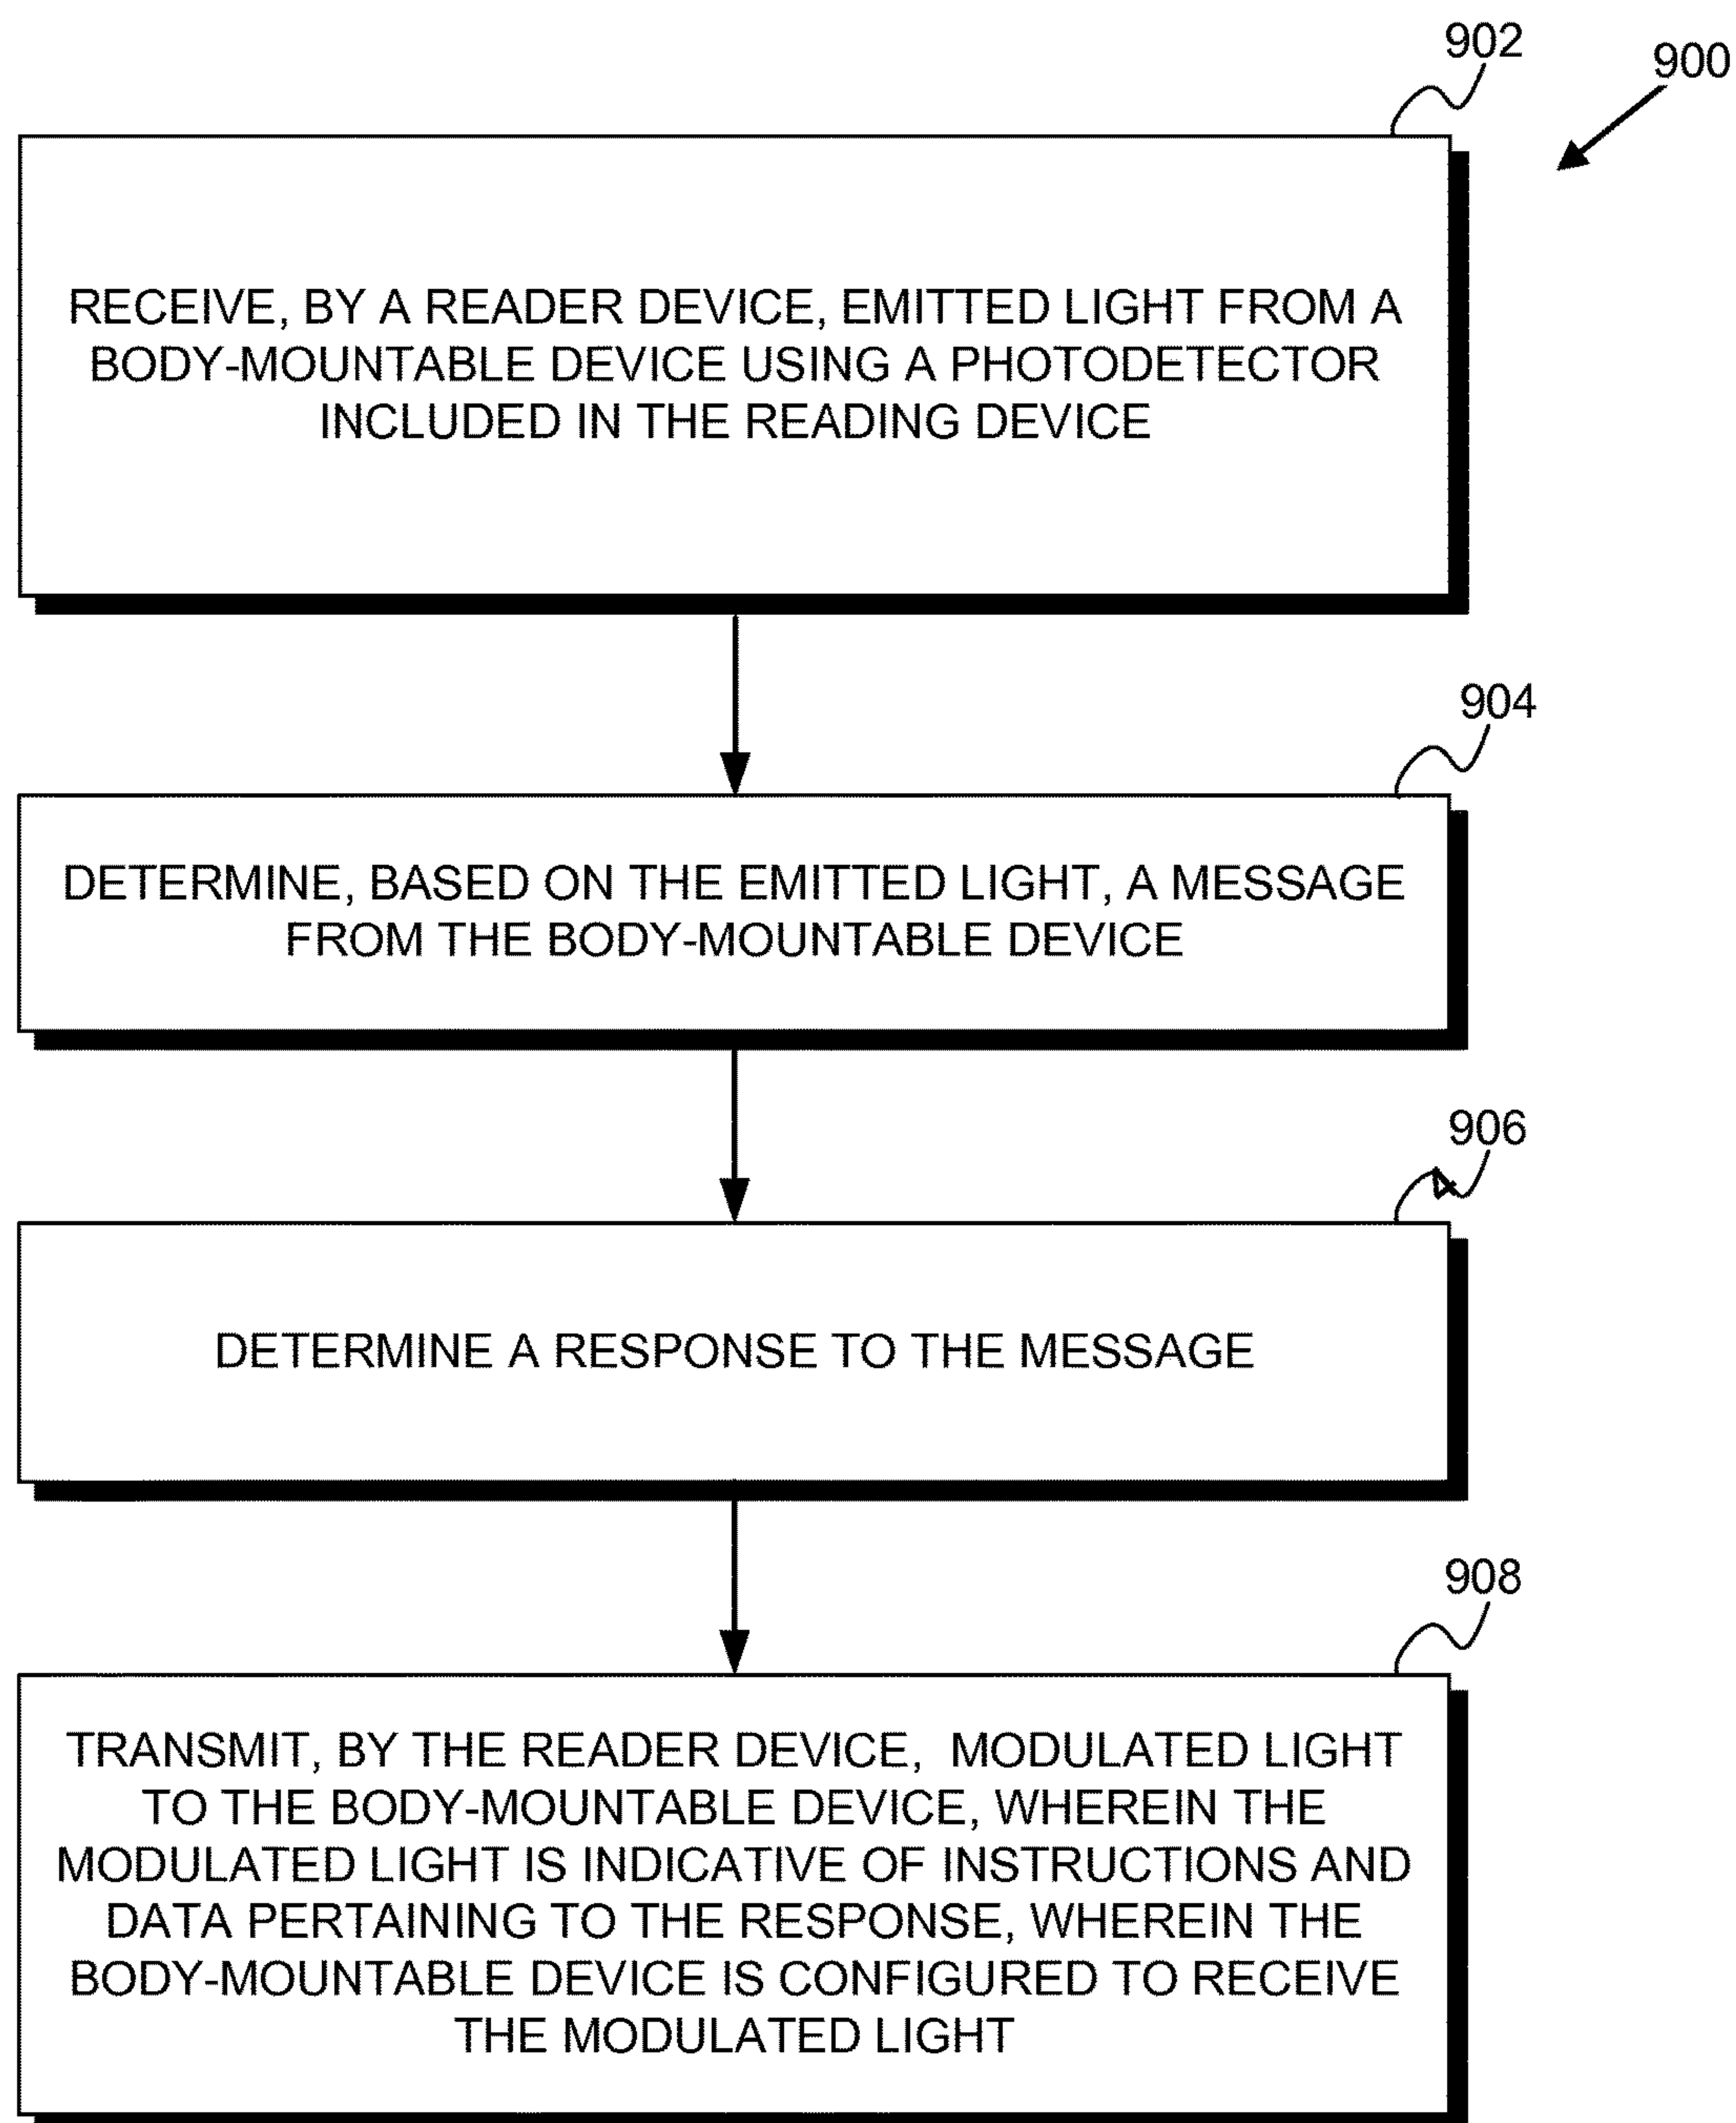 902
900
RECEIVE, BY A READER DEVICE, EMITTED LIGHT FROM A
BODY-MOUNTABLE DEVICE USING A PHOTODETECTOR
INCLUDED IN THE READING DEVICE
904
DETERMINE, BASED ON THE EMITTED LIGHT, A MESSAGE
FROM THE BODY-MOUNTABLE DEVICE
906
DETERMINE A RESPONSE TO THE MESSAGE
908
TRANSMIT, BY THE READER DEVICE, MODULATED LIGHT
TO THE BODY-MOUNTABLE DEVICE, WHEREIN THE
MODULATED LIGHT IS INDICATIVE OF INSTRUCTIONS AND
DATA PERTAINING TO THE RESPONSE, WHEREIN THE
BODY-MOUNTABLE DEVICE IS CONFIGURED TO RECEIVE
THE MODULATED LIGHT